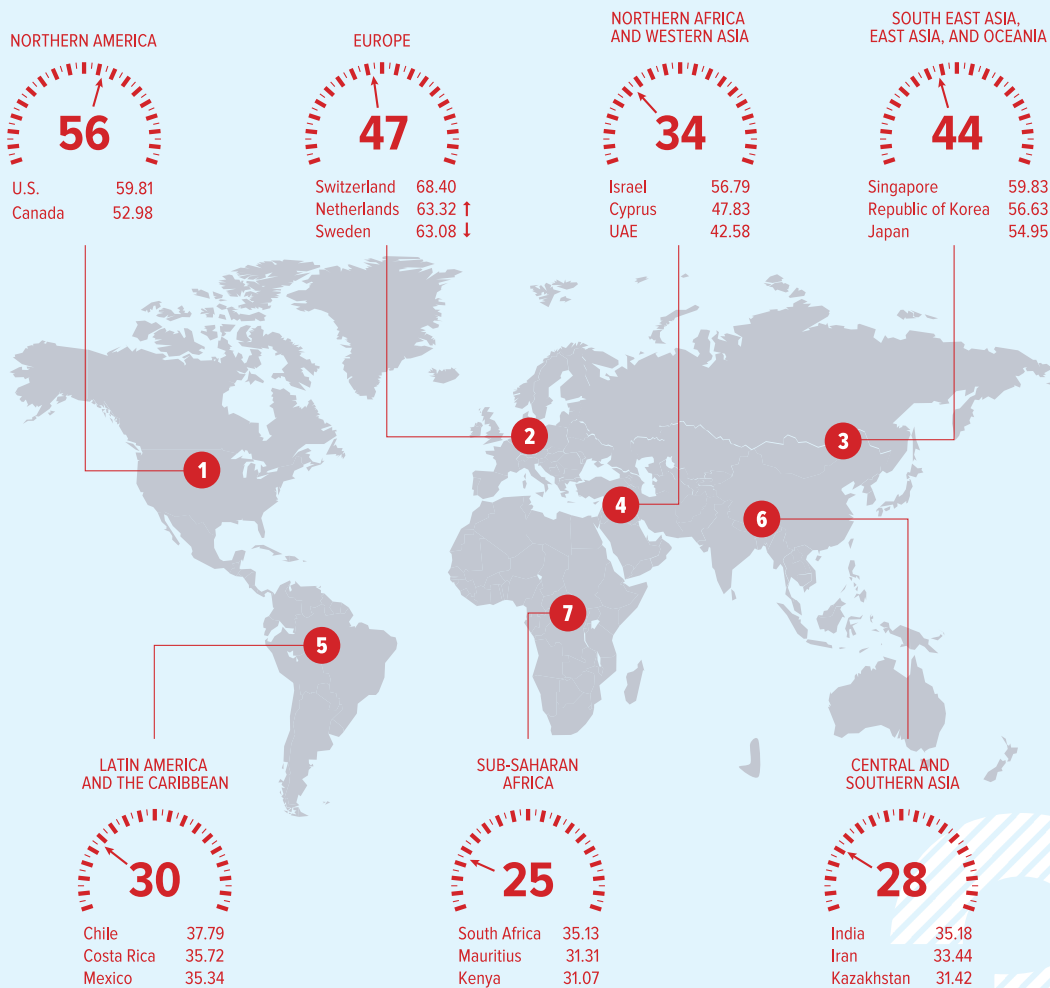 NORTHERN AMERICA
56
U.S. 59.81
Canada 52.98
EUROPE
47
Switzerland 68.40
Netherlands 63.32 ↑
Sweden 63.08 ↓
NORTHERN AFRICA
AND WESTERN ASIA
34
Israel 56.79
Cyprus 47.83
UAE 42.58
SOUTH EAST ASIA,
EAST ASIA, AND OCEANIA
44
Singapore 59.83
Republic of Korea 56.63
Japan 54.95
1
2
3
4
6
7
5
LATIN AMERICA
AND THE CARIBBEAN
30
Chile 37.79
Costa Rica 35.72
Mexico 35.34
SUB-SAHARAN
AFRICA
25
South Africa 35.13
Mauritius 31.31
Kenya 31.07
CENTRAL AND
SOUTHERN ASIA
28
India 35.18
Iran 33.44
Kazakhstan 31.42